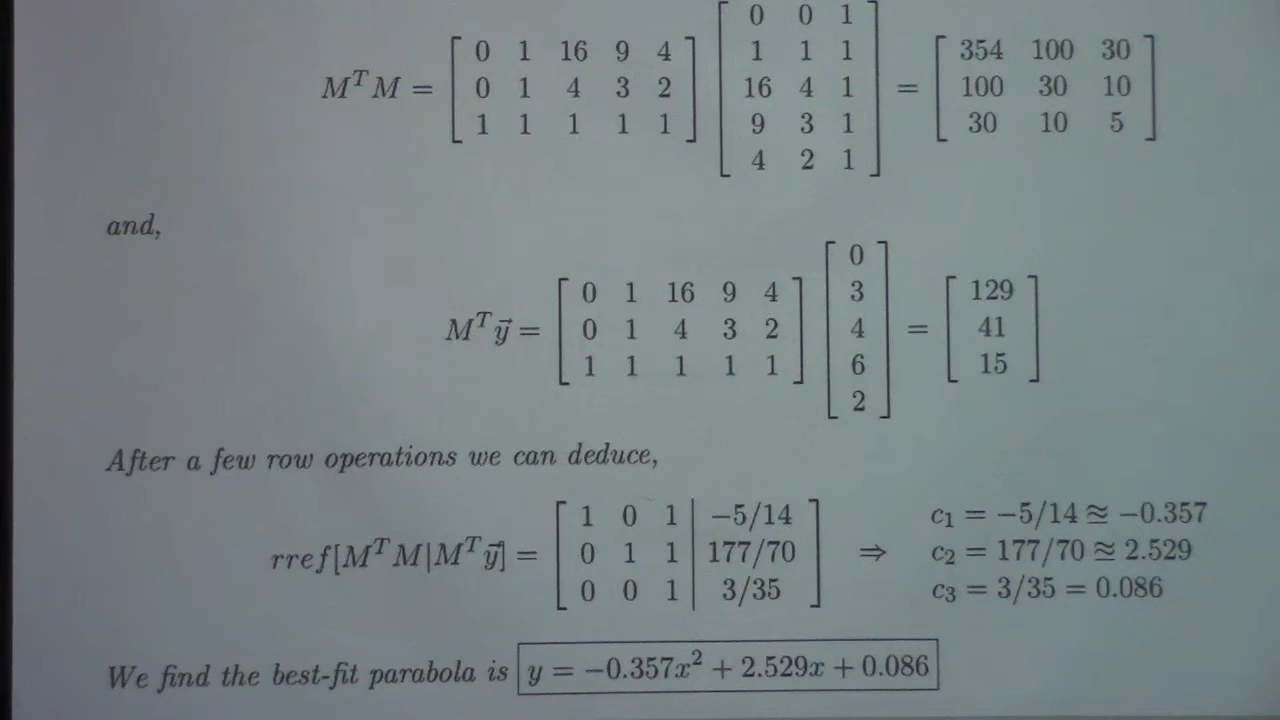 M^T M = [ 0 1 16 9 4 ; 0 1 4 3 2 ; 1 1 1 1 1 ] [ 0 0 1 ; 1 1 1 ; 16 4 1 ; 9 3 1 ; 4 2 1 ] = [ 354 100 30 ; 100 30 10 ; 30 10 5 ]
and,
M^T y⃗ = [ 0 1 16 9 4 ; 0 1 4 3 2 ; 1 1 1 1 1 ] [ 0 ; 3 ; 4 ; 6 ; 2 ] = [ 129 ; 41 ; 15 ]
After a few row operations we can deduce,
rref[M^T M|M^T y⃗] = [ 1 0 1 | −5/14 ; 0 1 1 | 177/70 ; 0 0 1 | 3/35 ] ⇒ c₁ = −5/14 ≅ −0.357
c₂ = 177/70 ≅ 2.529
c₃ = 3/35 = 0.086
We find the best-fit parabola is y = −0.357x² + 2.529x + 0.086